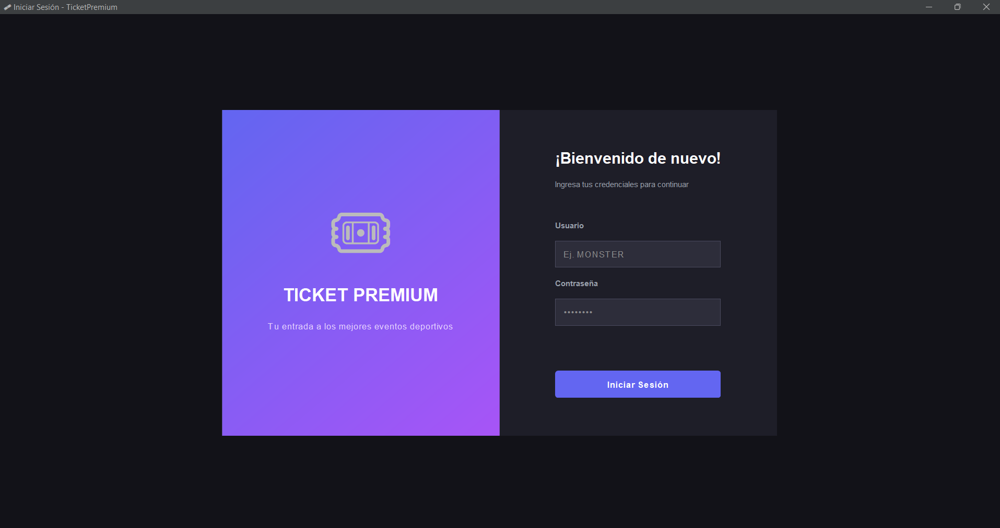 Iniciar Sesión - TicketPremium
TICKET PREMIUM
Tu entrada a los mejores eventos deportivos
¡Bienvenido de nuevo!
Ingresa tus credenciales para continuar
Usuario
Ej. MONSTER
Contraseña
••••••••
Iniciar Sesión